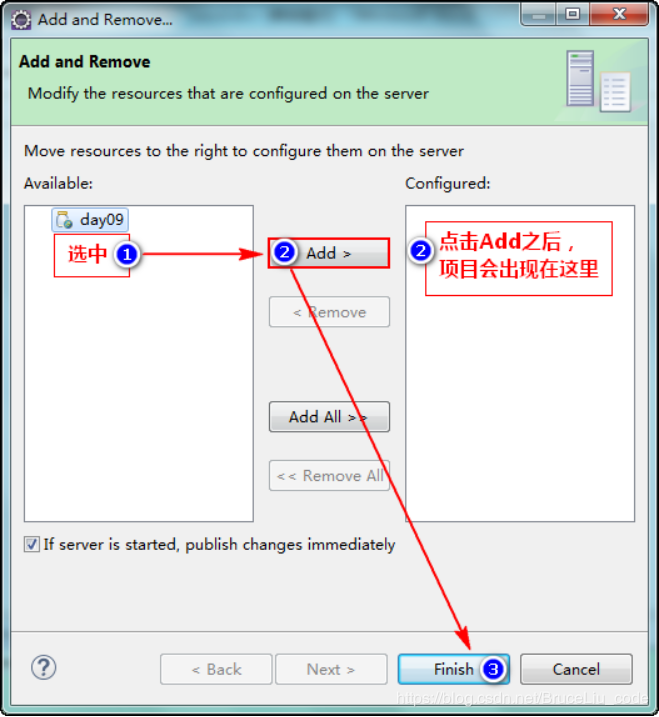 Add and Remove...
Add and Remove
Modify the resources that are configured on the server
Move resources to the right to configure them on the server
Available:
Configured:
day09
选中 1
2 Add >
2 点击Add之后，
项目会出现在这里
< Remove
Add All >>
<< Remove All
If server is started, publish changes immediately
?
< Back
Next >
Finish 3
Cancel
https://blog.csdn.net/BruceLiu_code